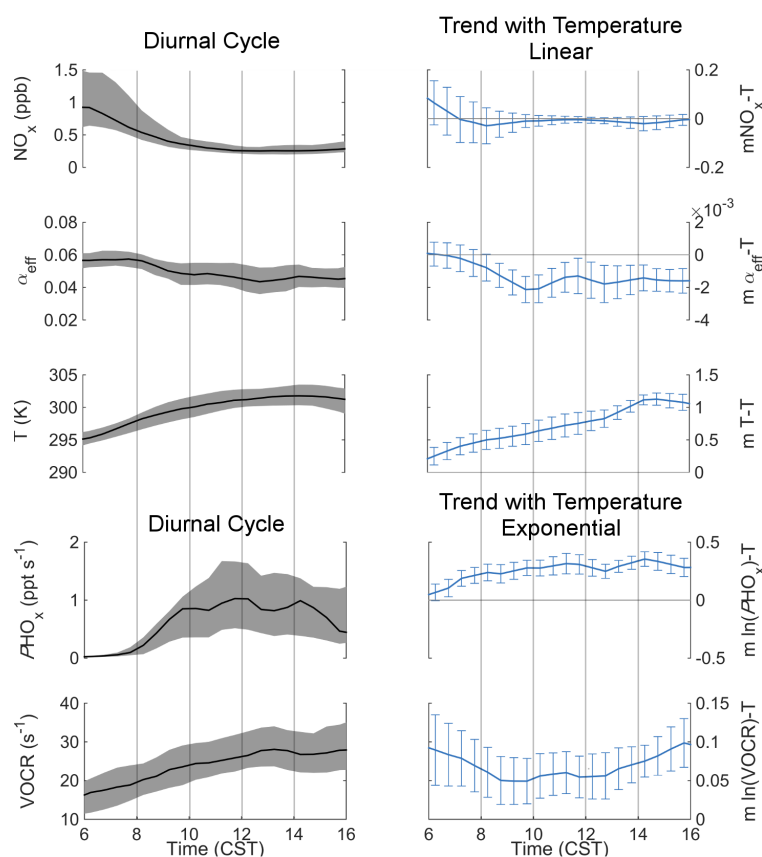 Diurnal Cycle
Trend with Temperature
Linear
1.5
1
0.5
0
NOx (ppb)
0.2
0
-0.2
mNOx-T
0.08
0.06
0.04
0.02
αeff
×10-3
2
0
-2
-4
m αeff-T
305
300
295
290
T (K)
1.5
1
0.5
0
m T-T
Diurnal Cycle
Trend with Temperature
Exponential
2
1
0
PHOx (ppt s-1)
0.5
0
-0.5
m ln(PHOx)-T
40
30
20
10
VOCR (s-1)
0.15
0.1
0.05
0
m ln(VOCR)-T
6 8 10 12 14 16
Time (CST)
6 8 10 12 14 16
Time (CST)